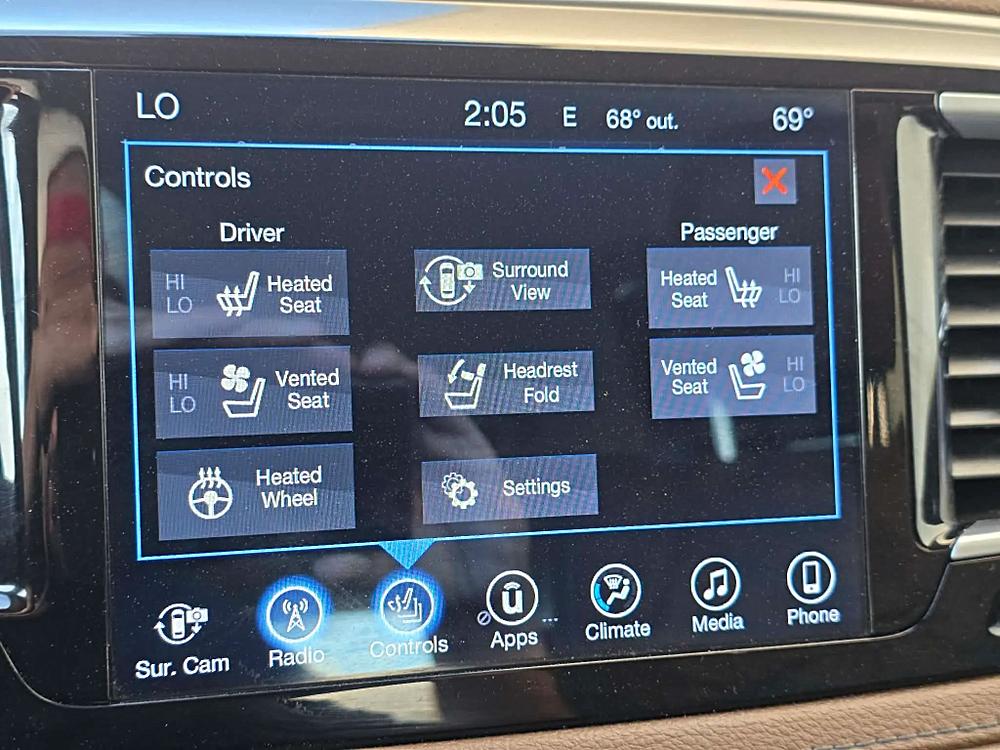 LO 2:05 E 68° out. 69°
Controls
Driver
Passenger
HI
LO
Heated
Seat
Surround
View
Heated
Seat
HI
LO
HI
LO
Vented
Seat
Headrest
Fold
Vented
Seat
HI
LO
Heated
Wheel
Settings
Sur. Cam
Radio
Controls
Apps
...
Climate
Media
Phone